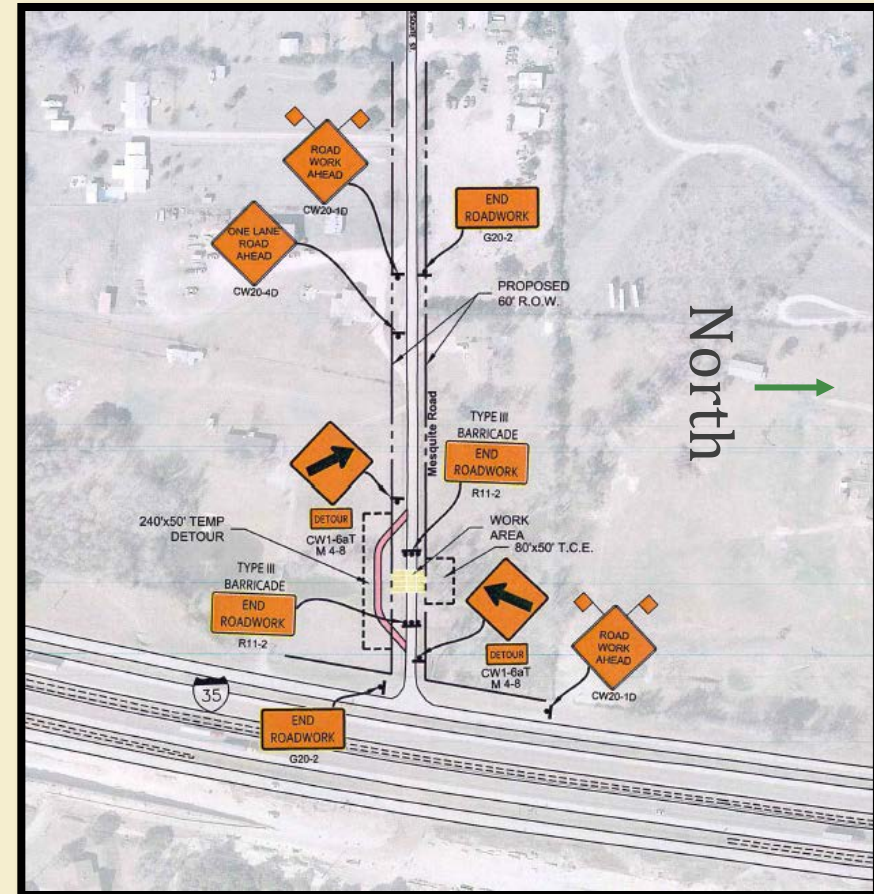 ROAD
WORK
AHEAD
CW20-1D
END
ROADWORK
G20-2
ONE LANE
ROAD
AHEAD
CW20-4D
PROPOSED
60' R.O.W.
North
Mesquite Road
TYPE III
BARRICADE
END
ROADWORK
R11-2
DETOUR
CW1-6aT
M 4-8
240'x50' TEMP
DETOUR
WORK
AREA
80'x50' T.C.E.
TYPE III
BARRICADE
END
ROADWORK
R11-2
DETOUR
CW1-6aT
M 4-8
ROAD
WORK
AHEAD
CW20-1D
35
END
ROADWORK
G20-2